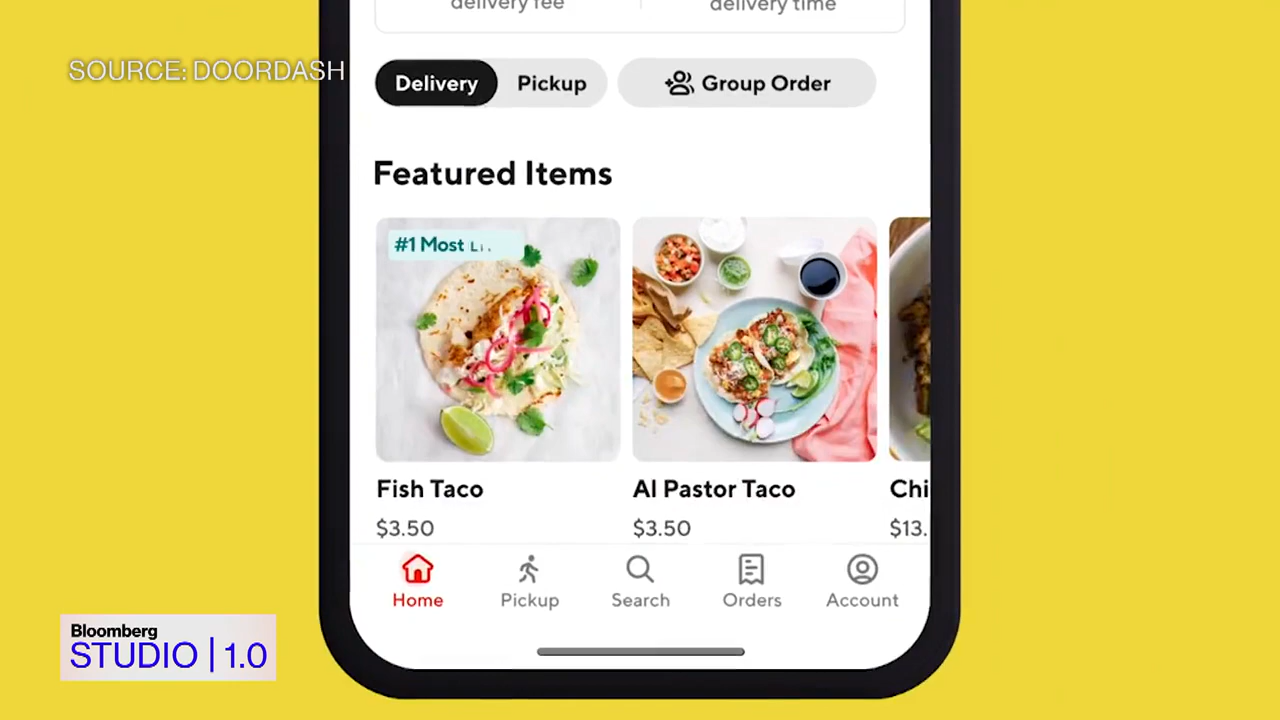 delivery fee
delivery time
SOURCE: DOORDASH
Delivery
Pickup
Group Order
Featured Items
#1 Most
Fish Taco
Al Pastor Taco
Chi
$3.50
$3.50
$13.
Home
Pickup
Search
Orders
Account
Bloomberg
STUDIO | 1.0